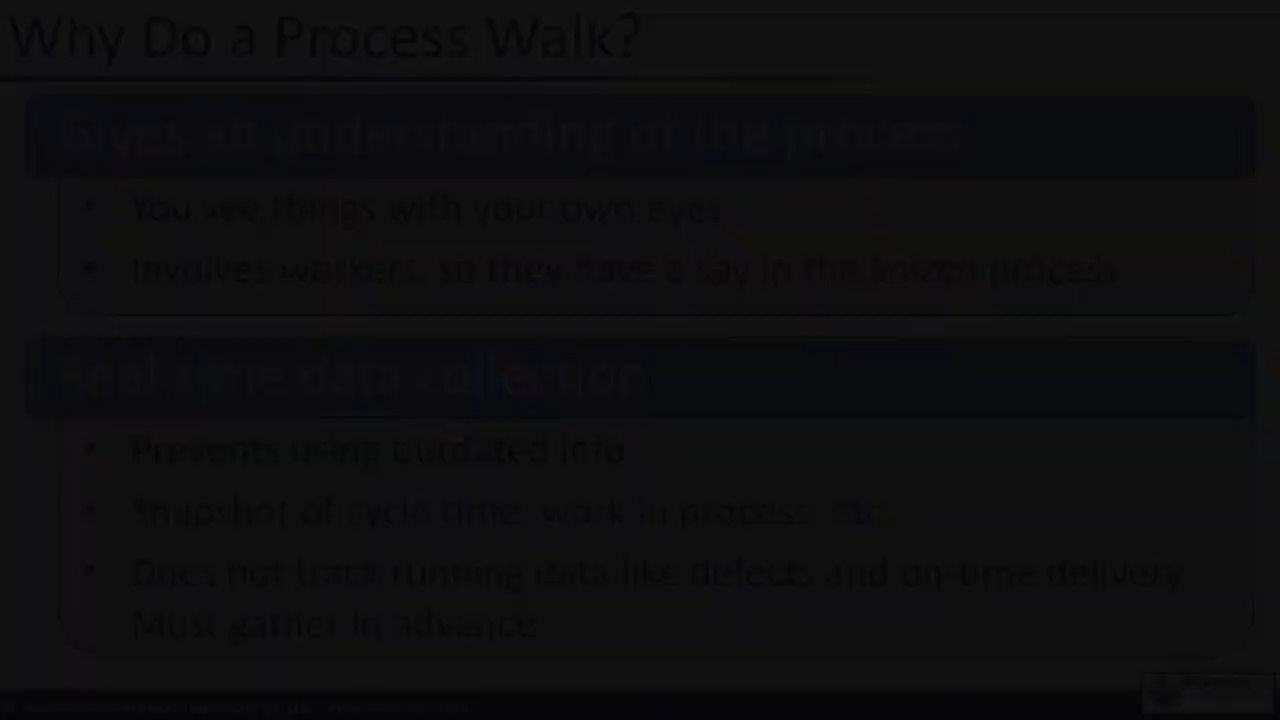 Why Do a Process Walk?
Gives an understanding of the process
• You see things with your own eyes
• Involves workers, so they have a say in the kaizen process
Real time data collection
• Prevents using outdated info
• Snapshot of cycle time, work in process, etc.
• Does not track running data like defects and on-time delivery
Must gather in advance